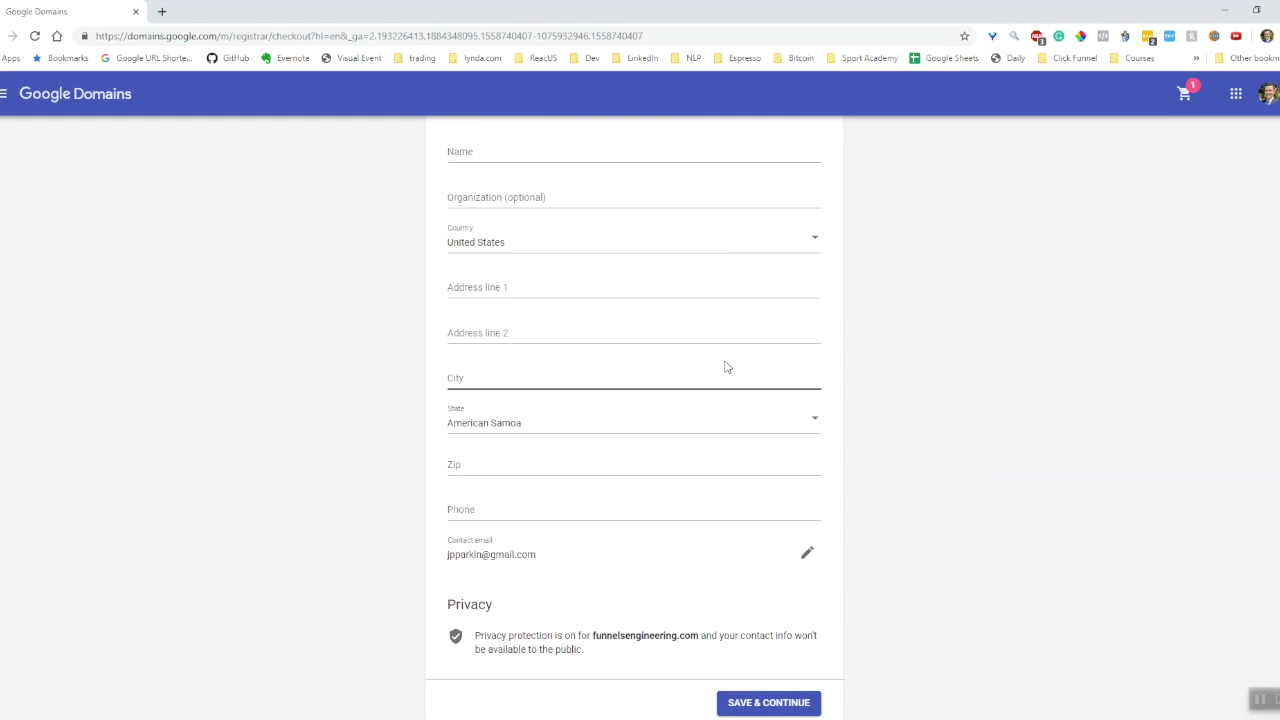 Google Domains
https://domains.google.com/m/registrar/checkout?hl=en&_ga=2.193226413.1884348095.1558740407-1075932946.1558740407
Apps Bookmarks Google URL Shorte... GitHub Evernote Visual Event trading lynda.com ReactJS Dev LinkedIn NLP Espresso Bitcoin Sport Academy Google Sheets Daily Click Funnel Courses » Other bookm
Google Domains 1
Name
Organization (optional)
Country
United States
Address line 1
Address line 2
City
State
American Samoa
Zip
Phone
Contact email
jpparkin@gmail.com
Privacy
Privacy protection is on for funnelsengineering.com and your contact info won't
be available to the public.
SAVE & CONTINUE